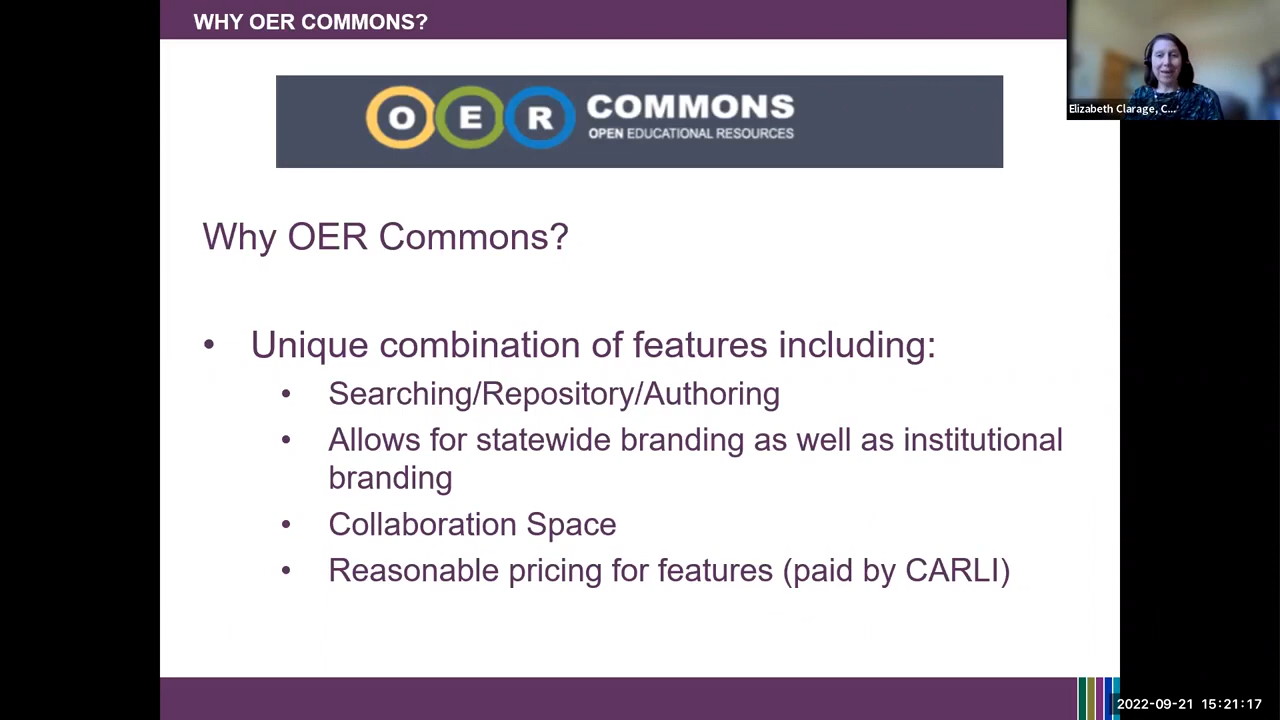 WHY OER COMMONS?
Elizabeth Clarage, C...
O E R COMMONS
OPEN EDUCATIONAL RESOURCES
Why OER Commons?
• Unique combination of features including:
• Searching/Repository/Authoring
• Allows for statewide branding as well as institutional
branding
• Collaboration Space
• Reasonable pricing for features (paid by CARLI)
2022-09-21 15:21:17